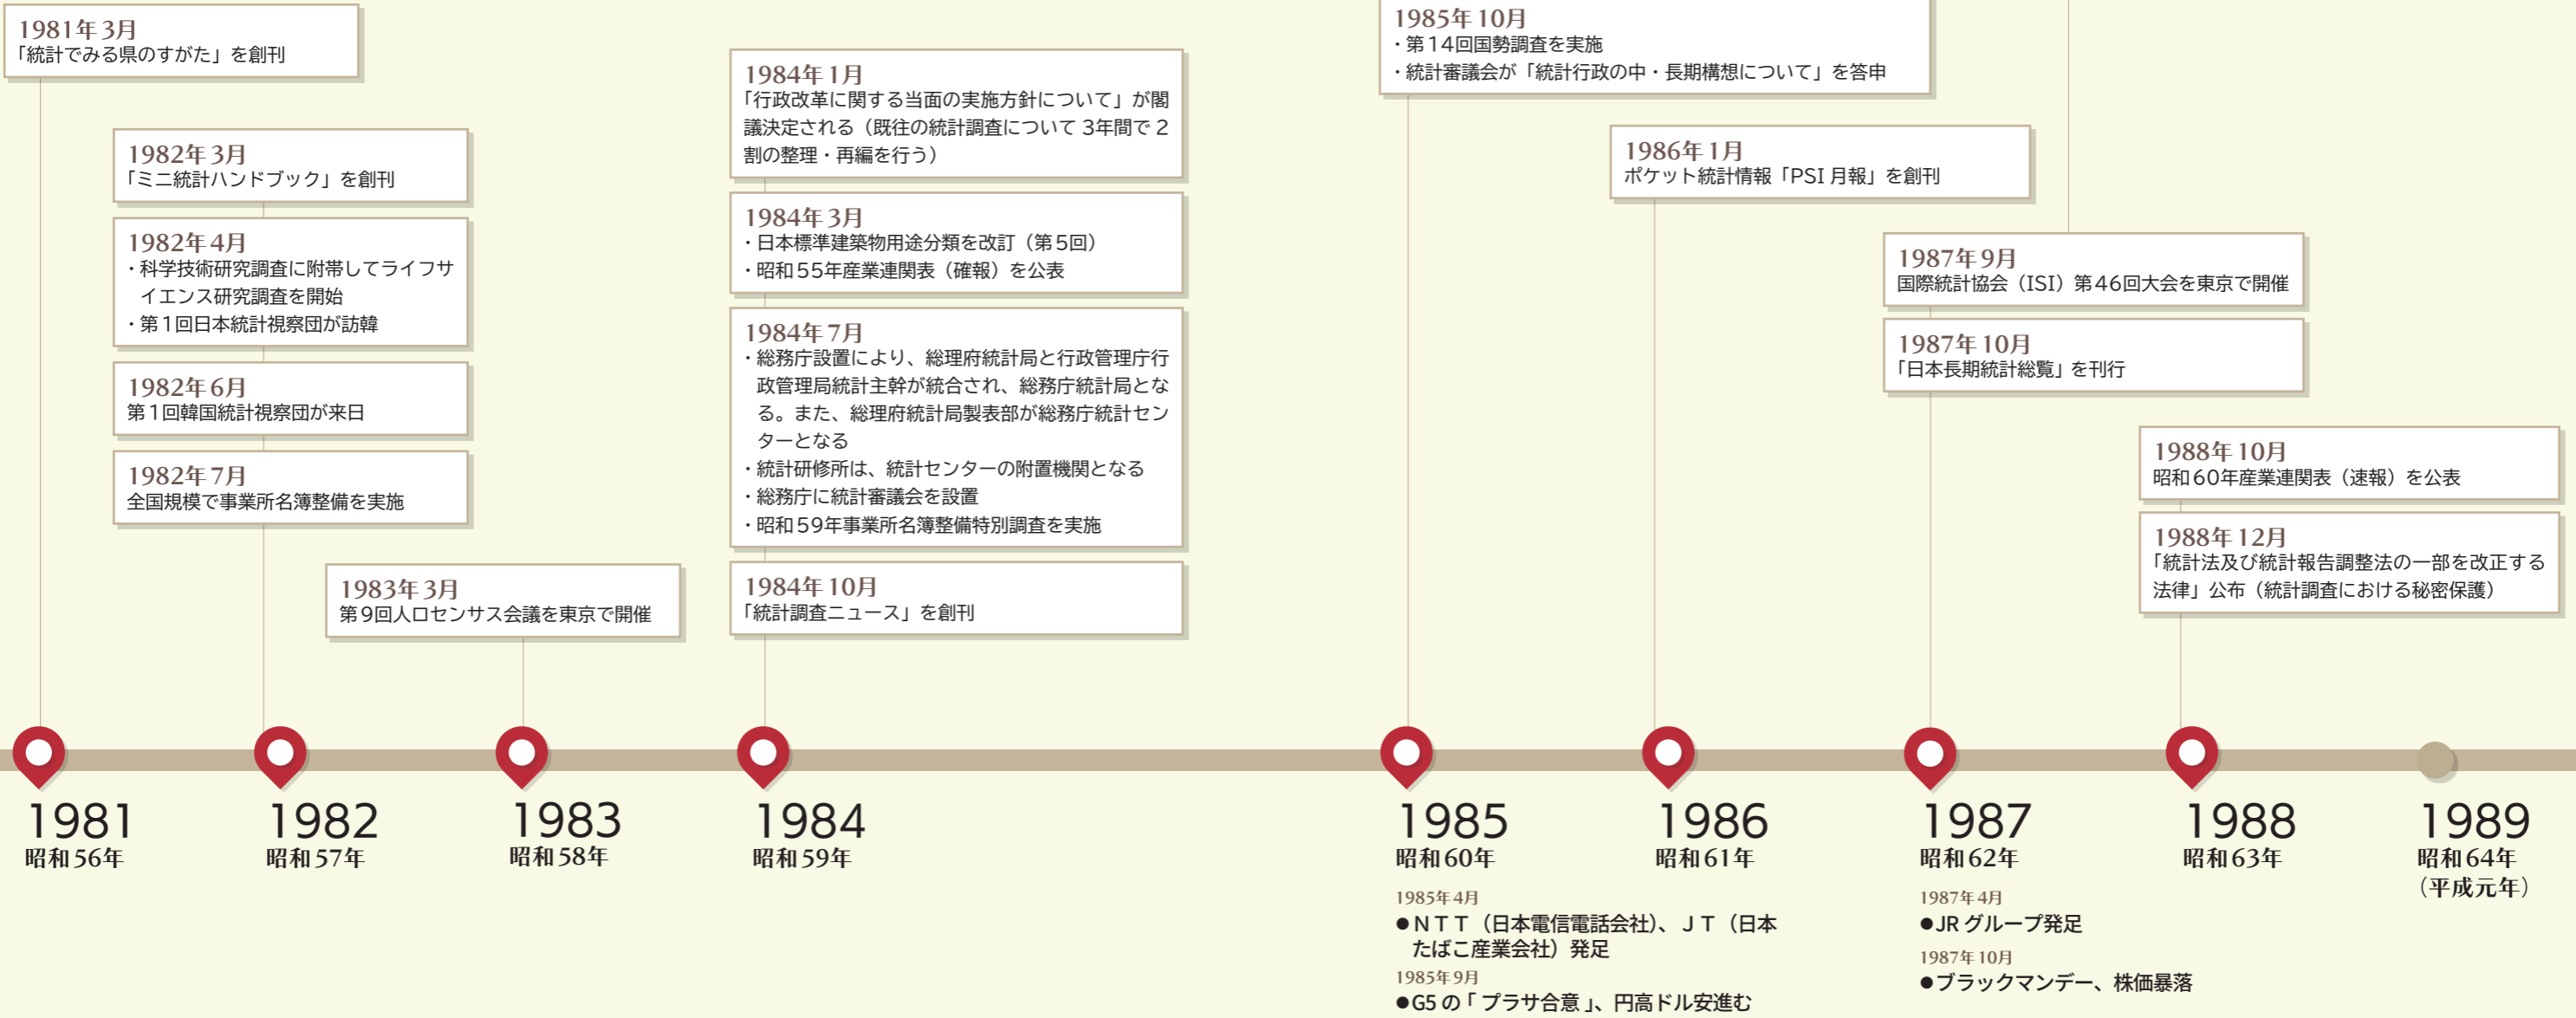 1981年3月
「統計でみる県のすがた」を創刊
1982年3月
「ミニ統計ハンドブック」を創刊
1982年4月
・科学技術研究調査に附帯してライフサ
イエンス研究調査を開始
・第1回日本統計視察団が訪韓
1982年6月
第1回韓国統計視察団が来日
1982年7月
全国規模で事業所名簿整備を実施
1983年3月
第9回人口センサス会議を東京で開催
1984年1月
「行政改革に関する当面の実施方針について」が閣
議決定される（既往の統計調査について3年間で2
割の整理・再編を行う）
1984年3月
・日本標準建築物用途分類を改訂（第5回）
・昭和55年産業連関表（確報）を公表
1984年7月
・総務庁設置により、総理府統計局と行政管理庁行
政管理局統計主幹が統合され、総務庁統計局とな
る。また、総理府統計局製表部が総務庁統計セン
ターとなる
・統計研修所は、統計センターの附置機関となる
・総務庁に統計審議会を設置
・昭和59年事業所名簿整備特別調査を実施
1984年10月
「統計調査ニュース」を創刊
1985年10月
・第14回国勢調査を実施
・統計審議会が「統計行政の中・長期構想について」を答申
1986年1月
ポケット統計情報「PSI 月報」を創刊
1987年9月
国際統計協会（ISI）第46回大会を東京で開催
1987年10月
「日本長期統計総覧」を刊行
1988年10月
昭和60年産業連関表（速報）を公表
1988年12月
「統計法及び統計報告調整法の一部を改正する
法律」公布（統計調査における秘密保護）
1981
昭和56年
1982
昭和57年
1983
昭和58年
1984
昭和59年
1985
昭和60年
1985年4月
●ＮＴＴ（日本電信電話会社）、ＪＴ（日本
たばこ産業会社）発足
1985年9月
●G5の「プラサ合意」、円高ドル安進む
1986
昭和61年
1987
昭和62年
1987年4月
●JRグループ発足
1987年10月
●ブラックマンデー、株価暴落
1988
昭和63年
1989
昭和64年
（平成元年）